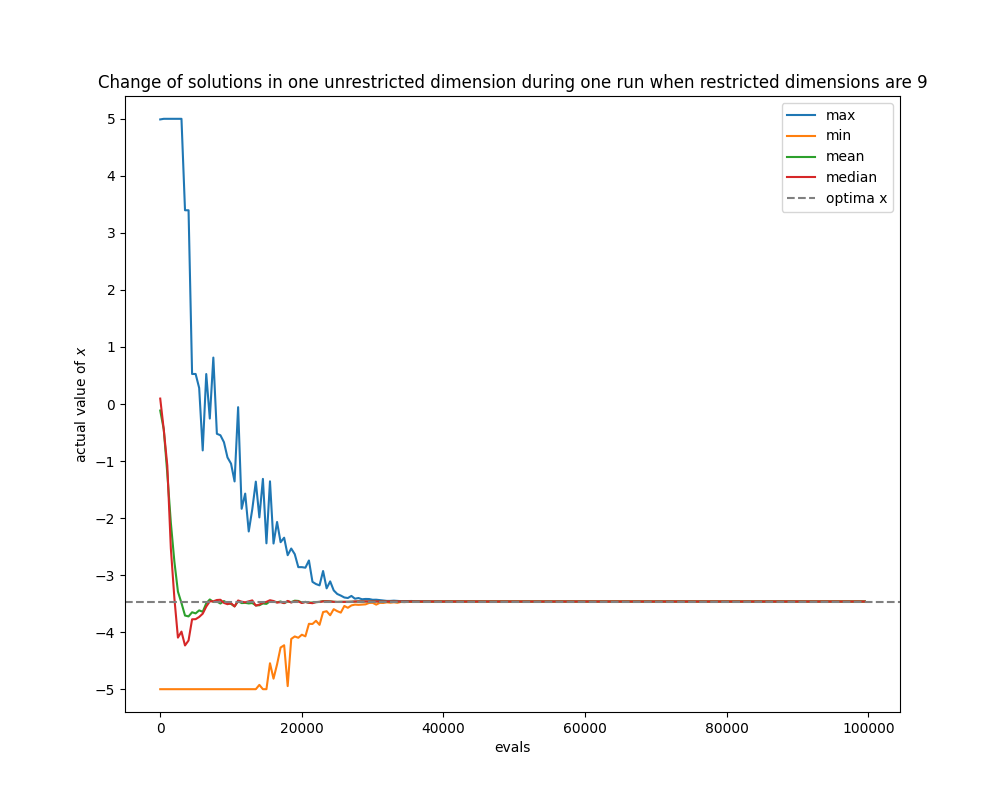 Change of solutions in one unrestricted dimension during one run when restricted dimensions are 9
max
min
mean
median
optima x
actual value of x
5
4
3
2
1
0
−1
−2
−3
−4
−5
0
20000
40000
60000
80000
100000
evals